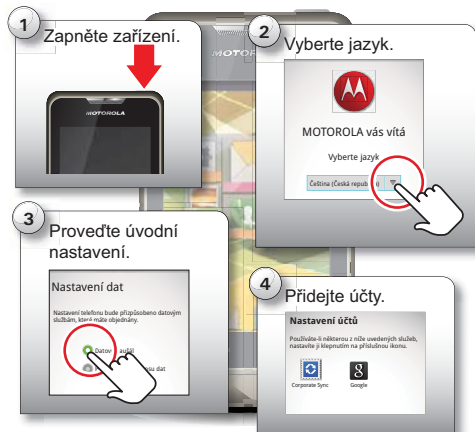 1
Zapněte zařízení.
MOTOROLA
2
Vyberte jazyk.
MOTOROLA vás vítá
Vyberte jazyk
Čeština (Česká
3
Proveďte úvodní
nastavení.
Nastavení dat
Nastavení telefonu bude přizpůsobeno datovým
službám, které máte objednány.
dat
4
Přidejte účty.
Nastavení účtů
Používáte-li některou z níže uvedených služeb,
nastavíte ji klepnutím na příslušnou ikonu.
Corporate Sync
Google